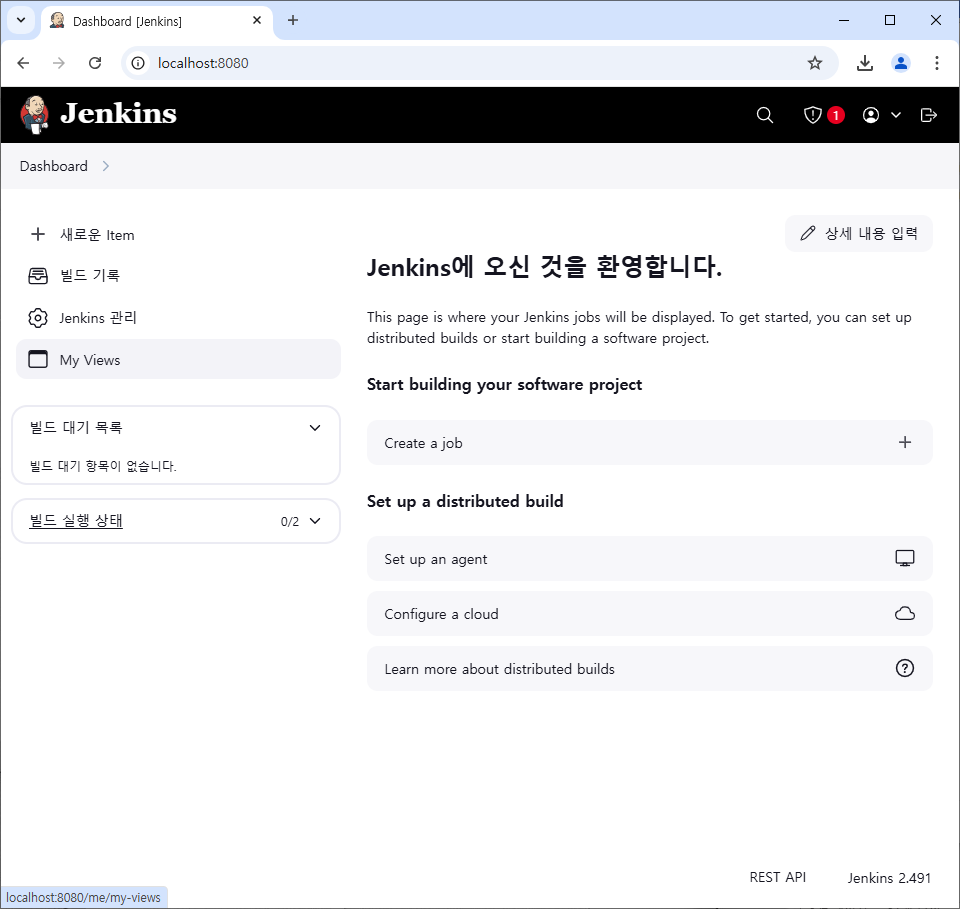 Dashboard [Jenkins]
localhost:8080
Jenkins
1
Dashboard
새로운 Item
빌드 기록
Jenkins 관리
My Views
빌드 대기 목록
빌드 대기 항목이 없습니다.
빌드 실행 상태
0/2
상세 내용 입력
Jenkins에 오신 것을 환영합니다.
This page is where your Jenkins jobs will be displayed. To get started, you can set up
distributed builds or start building a software project.
Start building your software project
Create a job
Set up a distributed build
Set up an agent
Configure a cloud
Learn more about distributed builds
REST API
Jenkins 2.491
localhost:8080/me/my-views